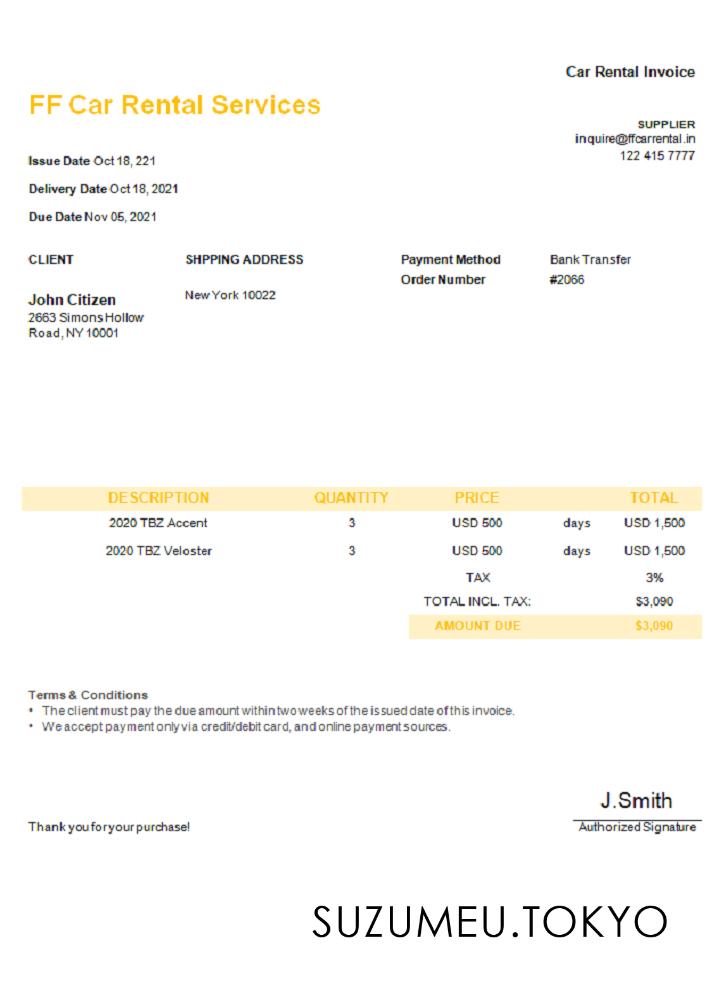 Car Rental Invoice
FF Car Rental Services
SUPPLIER
inquire@ffcarrental.in
122 415 7777
Issue Date Oct 18, 221
Delivery Date Oct 18, 2021
Due Date Nov 05, 2021
CLIENT
John Citizen
2663 Simons Hollow
Road, NY 10001
SHPPING ADDRESS
New York 10022
Payment Method Bank Transfer
Order Number #2066
DESCRIPTION QUANTITY PRICE TOTAL
2020 TBZ Accent 3 USD 500 days USD 1,500
2020 TBZ Veloster 3 USD 500 days USD 1,500
TAX 3%
TOTAL INCL. TAX: $3,090
AMOUNT DUE $3,090
Terms & Conditions
• The client must pay the due amount within two weeks of the issued date of this invoice.
• We accept payment only via credit/debit card, and online payment sources.
J.Smith
Thank you for your purchase!
Authorized Signature
SUZUMEU.TOKYO